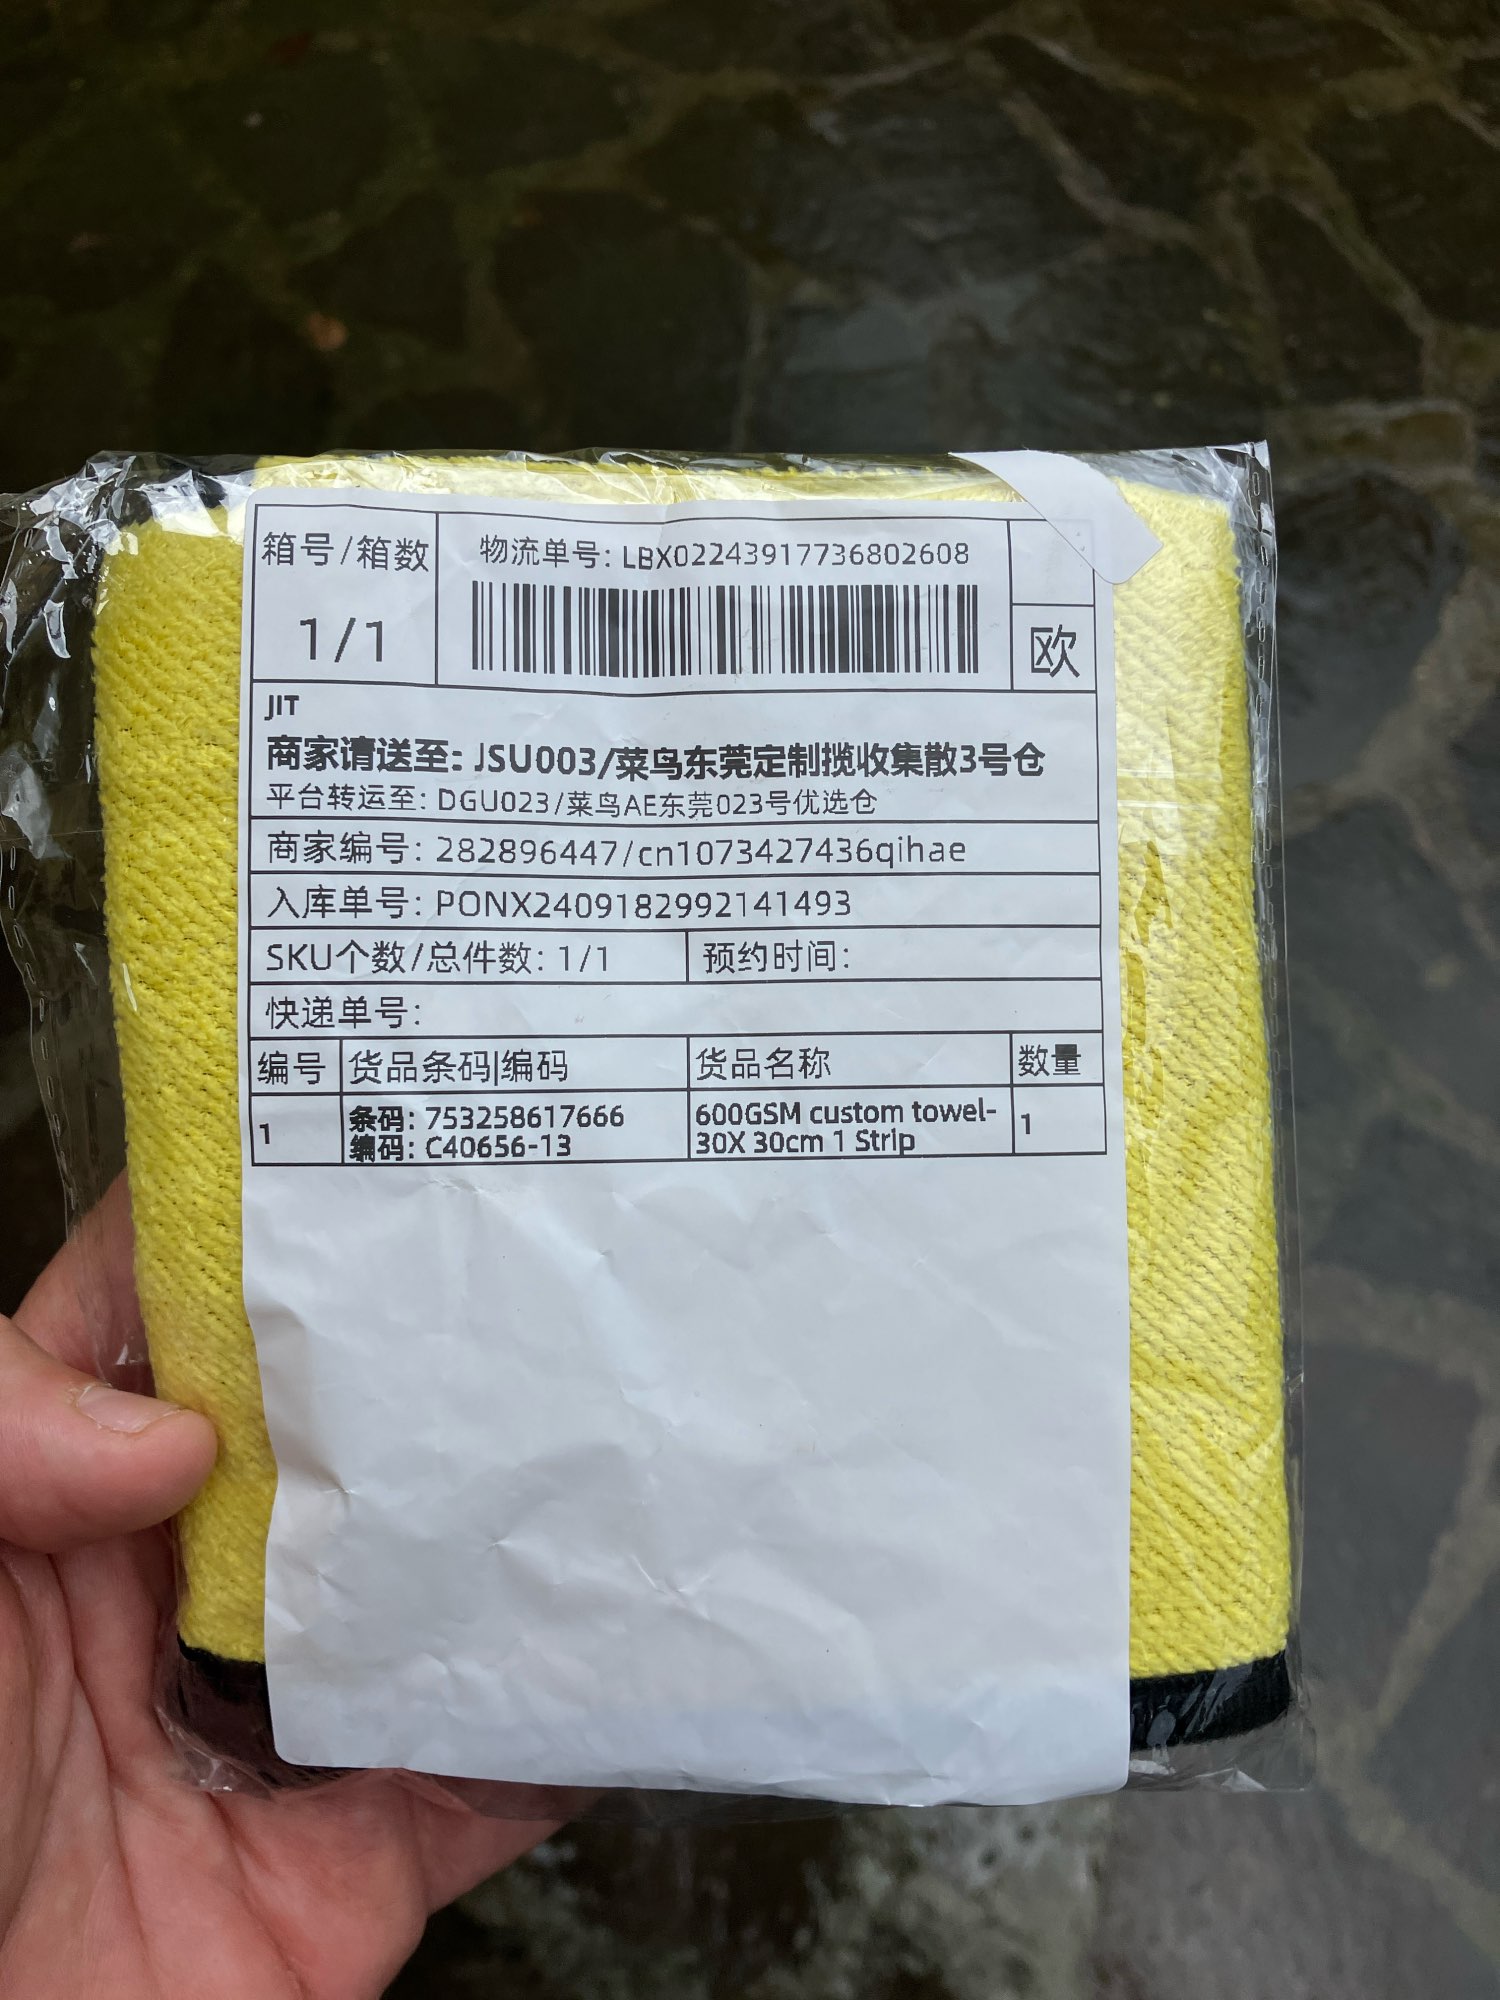 箱号/箱数
1/1
物流单号: LBX02243917736802608
欧
JIT
商家请送至: JSU003/菜鸟东莞定制揽收集散3号仓
平台转运至: DGU023/菜鸟AE东莞023号优选仓
商家编号: 282896447/cn1073427436qihae
入库单号: PONX2409182992141493
SKU个数/总件数: 1/1
预约时间:
快递单号:
编号 货品条码|编码 货品名称 数量
1
条码: 753258617666
编码: C40656-13
600GSM custom towel-
30X 30cm 1 Strip
1